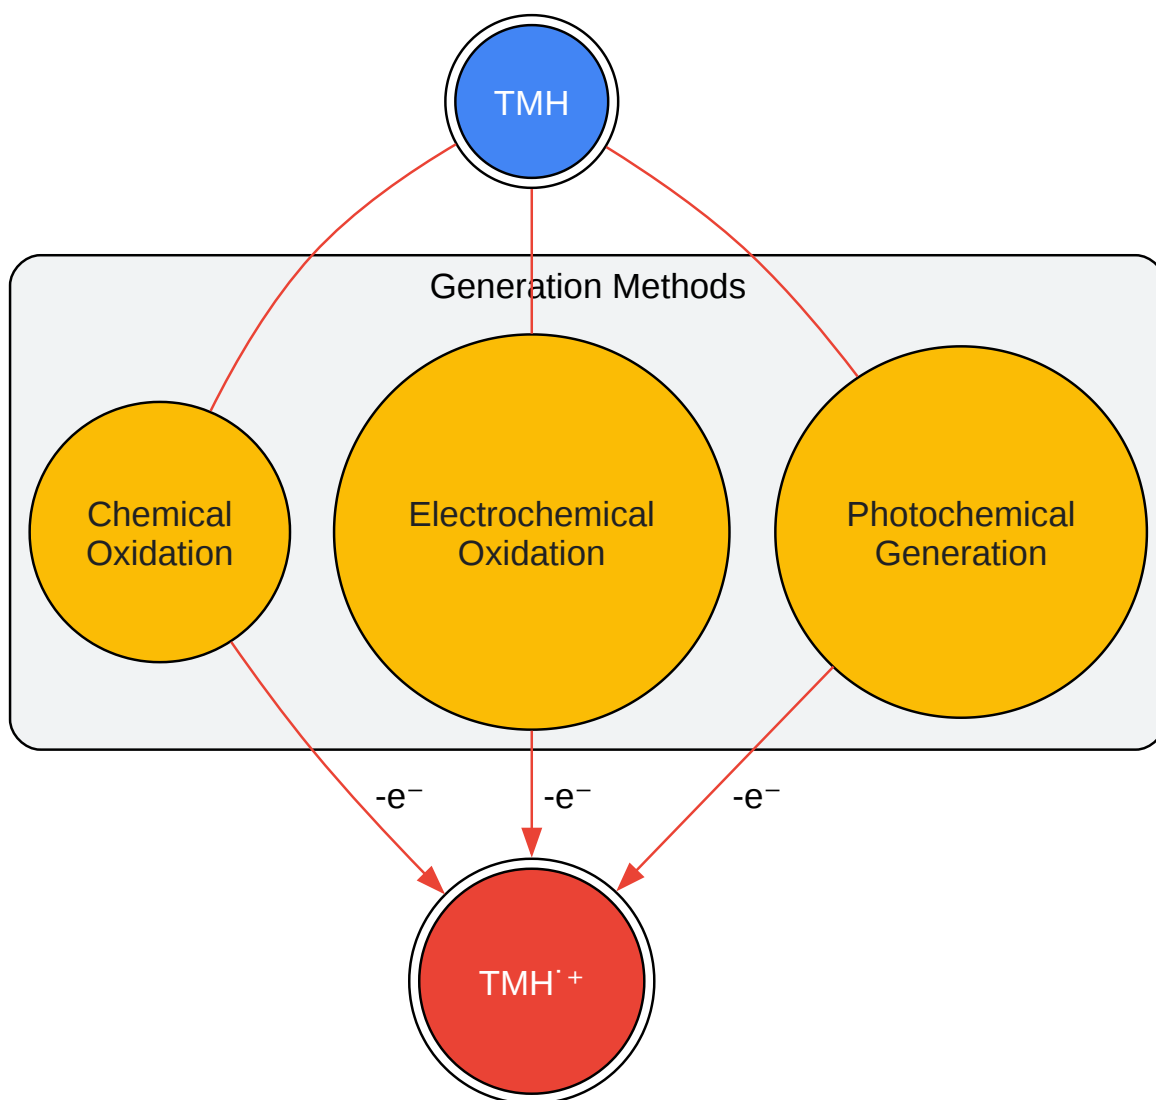 TMH
Generation Methods
Chemical
Oxidation
Electrochemical
Oxidation
Photochemical
Generation
-e⁻
-e⁻
-e⁻
TMH˙⁺